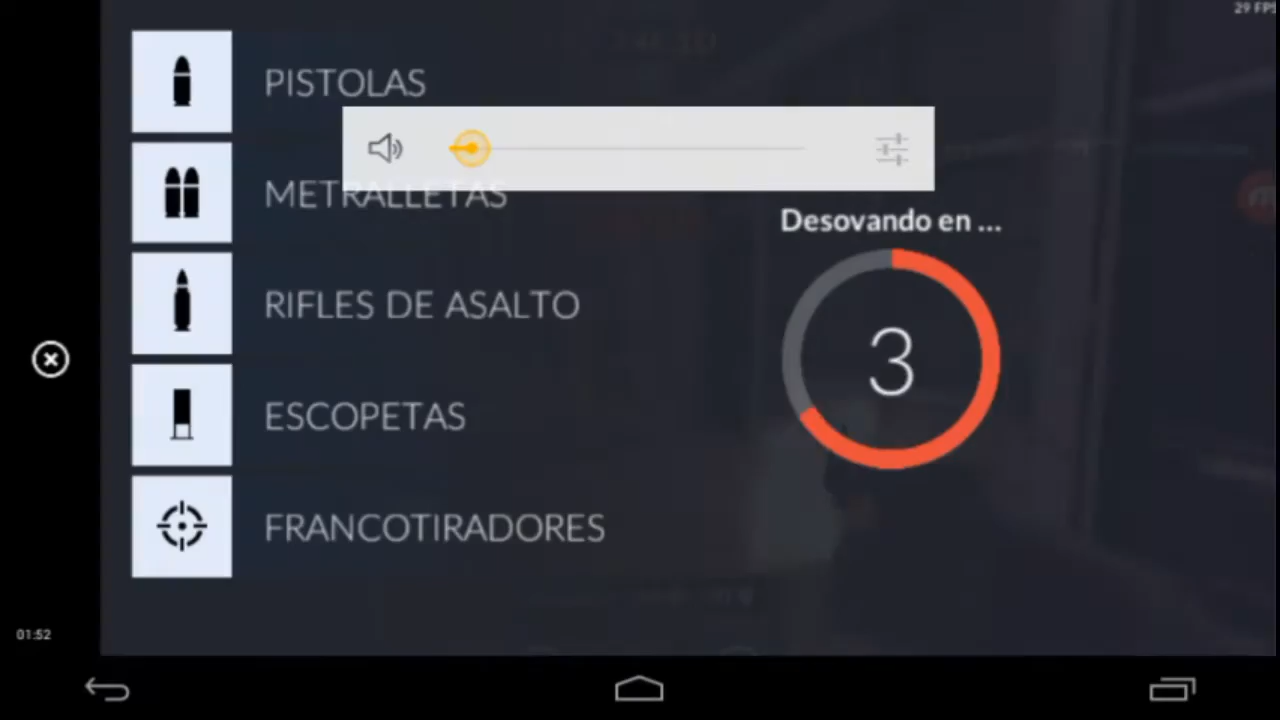 29 FPS
PISTOLAS
METRALLETAS
Desovando en ...
RIFLES DE ASALTO
3
ESCOPETAS
FRANCOTIRADORES
01:52